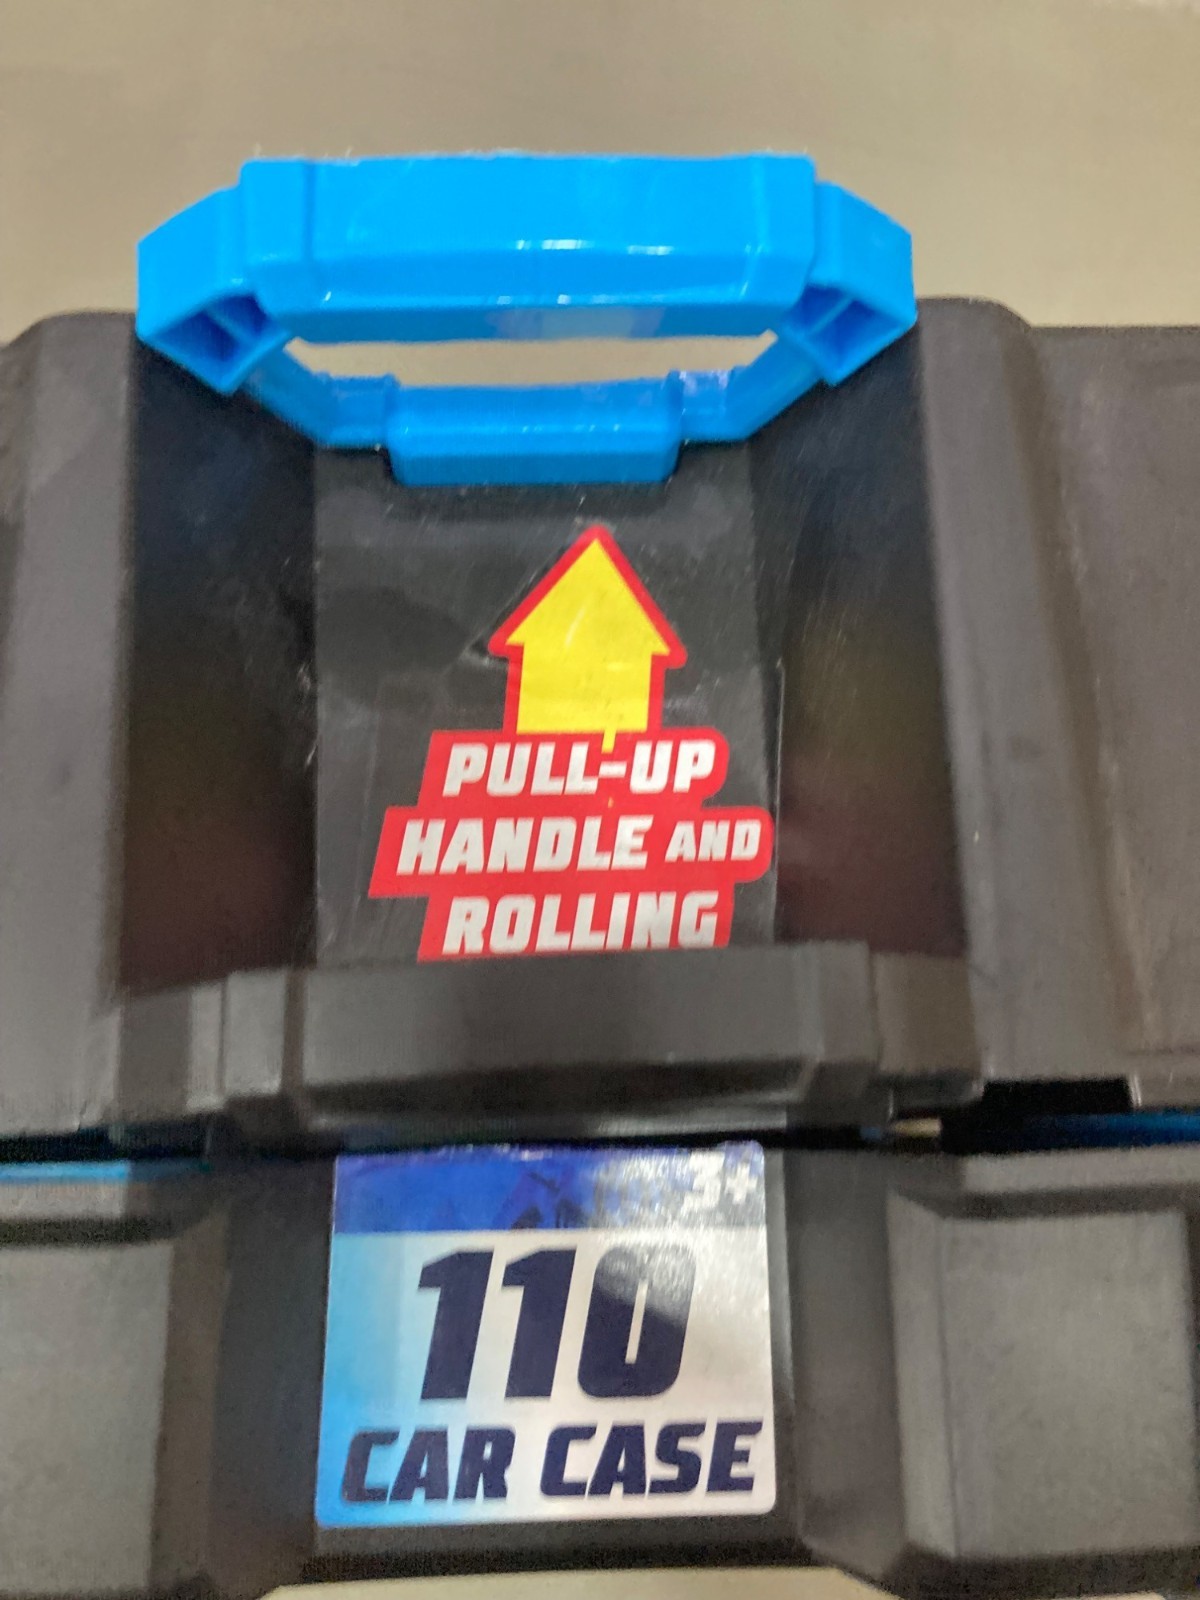 PULL-UP
HANDLE AND
ROLLING
3+
110
CAR CASE